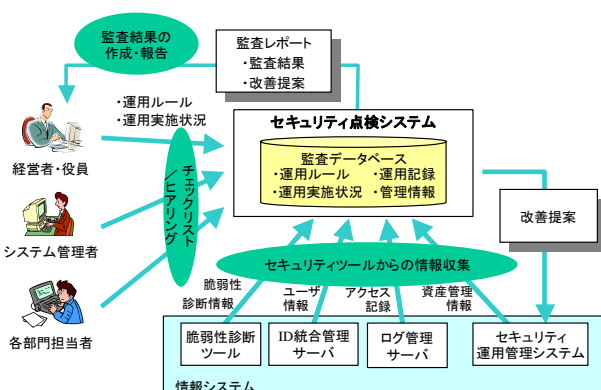 監査結果の
作成・報告
監査レポート
・監査結果
・改善提案
・運用ルール
・運用実施状況
セキュリティ点検システム
監査データベース
・運用ルール ・運用記録
・運用実施状況 ・管理情報
経営者・役員
チェックリスト
／ヒアリング
システム管理者
改善提案
セキュリティツールからの情報収集
脆弱性
診断情報
ユーザ
情報
アクセス
記録
資産管理
情報
各部門担当者
脆弱性診断
ツール
ID統合管理
サーバ
ログ管理
サーバ
セキュリティ
運用管理システム
情報システム